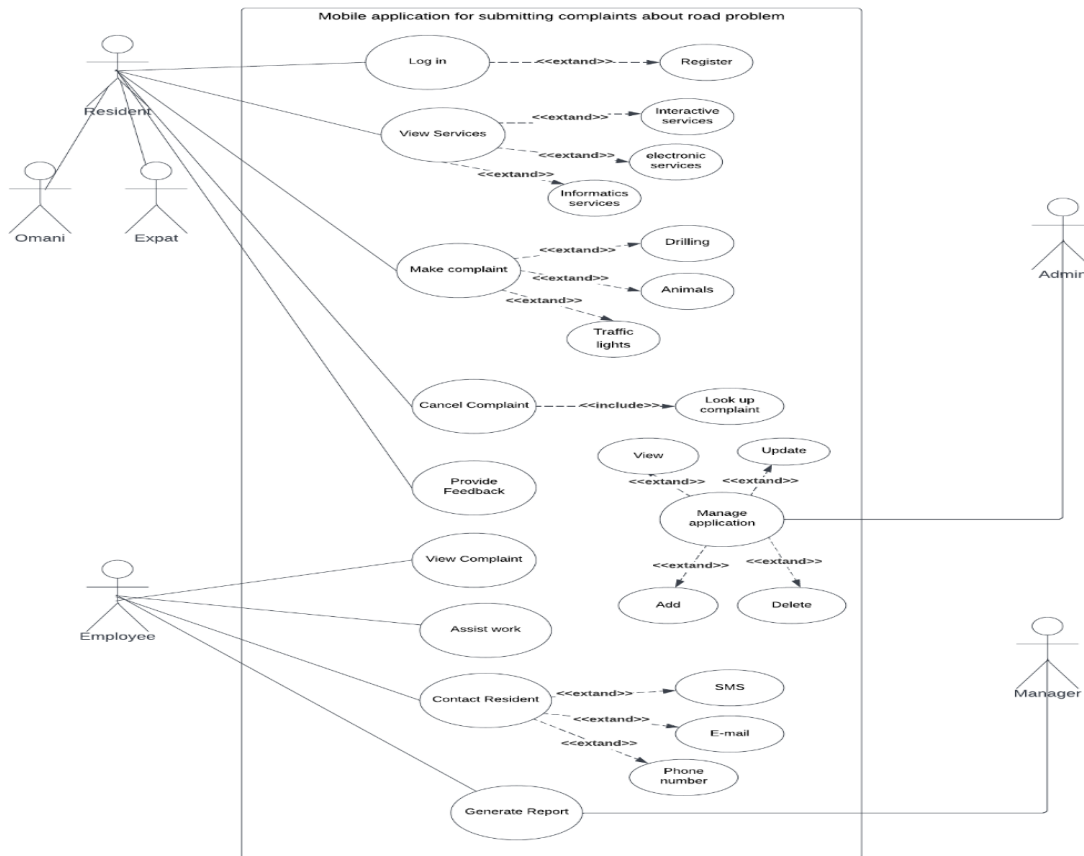 Mobile application for submitting complaints about road problem
Log in
<<extand>>
Register
Resident
View Services
<<extand>>
Interactive
services
<<extand>>
electronic
services
<<extand>>
Informatics
services
Omani
Expat
Make complaint
<<extand>>
Drilling
<<extand>>
Animals
<<extand>>
Traffic
lights
Admin
Cancel Complaint
<<include>>
Look up
complaint
View
Update
<<extand>>
<<extand>>
Provide
Feedback
Manage
application
View Complaint
<<extand>>
<<extand>>
Add
Delete
Employee
Assist work
Contact Resident
<<extand>>
SMS
<<extand>>
E-mail
<<extand>>
Phone
number
Manager
Generate Report